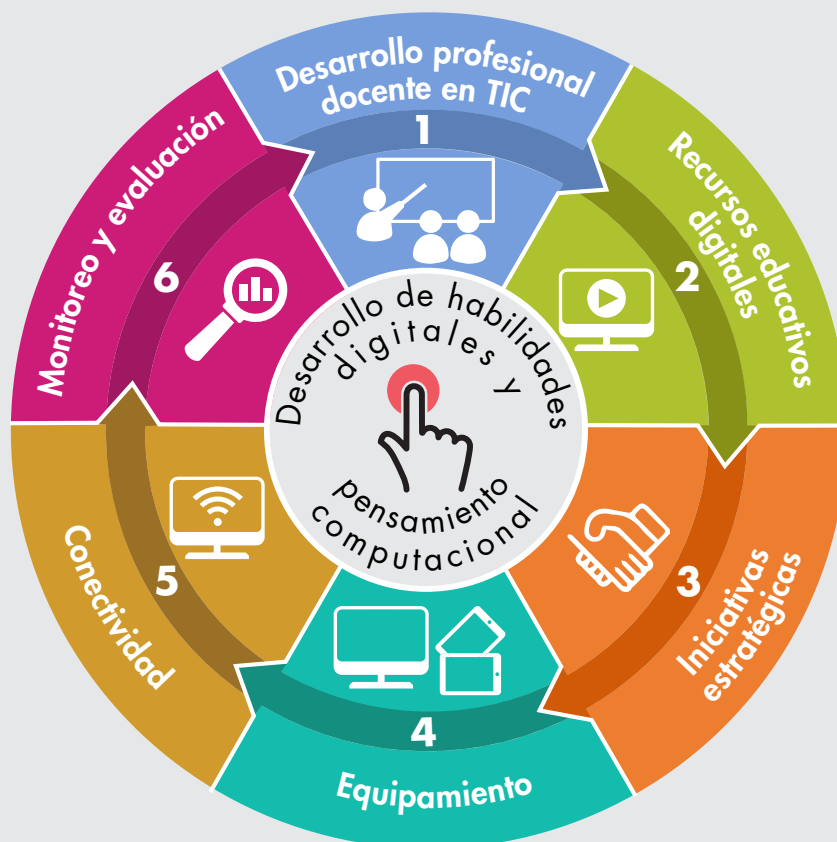 Desarrollo profesional
docente en TIC
1
Recursos educativos
digitales
2
Iniciativas
estratégicas
3
Equipamiento
4
Conectividad
5
Monitoreo y evaluación
6
Desarrollo de habilidades
digitales y
pensamiento
computacional